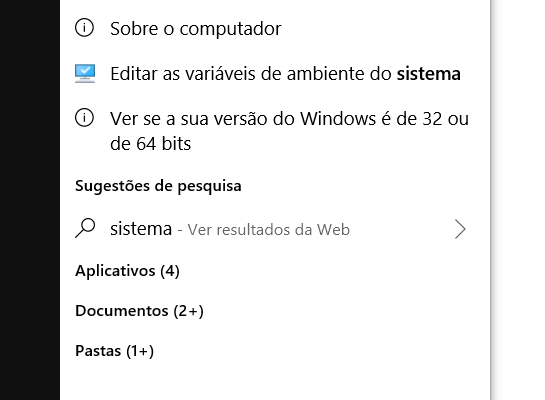 Sobre o computador
Editar as variáveis de ambiente do sistema
Ver se a sua versão do Windows é de 32 ou
de 64 bits
Sugestões de pesquisa
sistema - Ver resultados da Web
Aplicativos (4)
Documentos (2+)
Pastas (1+)